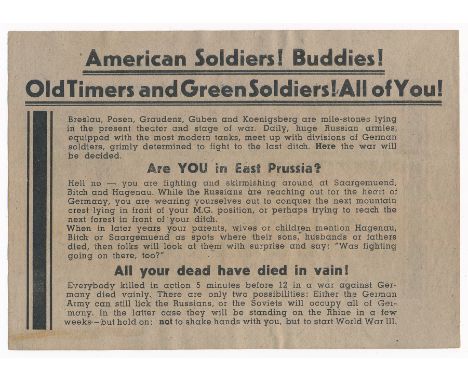 American Soldiers! Buddies!
Old Timers and Green Soldiers! All of You!
Breslau, Posen, Graudenz, Guben and Koenigsberg are mile-stones lying
in the present theater and stage of war. Daily, huge Russian armies,
equipped with the most modern tanks, meet up with divisions of German
soldiers, grimly determined to fight to the last ditch. Here the war will
be decided.
Are YOU in East Prussia?
Hell no — you are fighting and skirmishing around at Saargemuend,
Bitch and Hagenau. While the Russians are reaching out for the heart of
Germany, you are wearing yourselves out to conquer the next mountain
crest lying in front of your M.G. position, or perhaps trying to reach the
next forest in front of your ditch.
When in later years your parents, wives or children mention Hagenau,
Bitch or Saargemuend as spots where their sons, husbands or fathers
died, then folks will look at them with surprise and say: "Was fighting
going on there, too?"
All your dead have died in vain!
Everybody killed in action 5 minutes before 12 in a war against Ger-
many died vainly. There are only two possibilities: Either the German
Army can still lick the Russians, or the Soviets will occupy all of Ger-
many. In the latter case they will be standing on the Rhine in a few
weeks — but hold on: not to shake hands with you, but to start World War III.